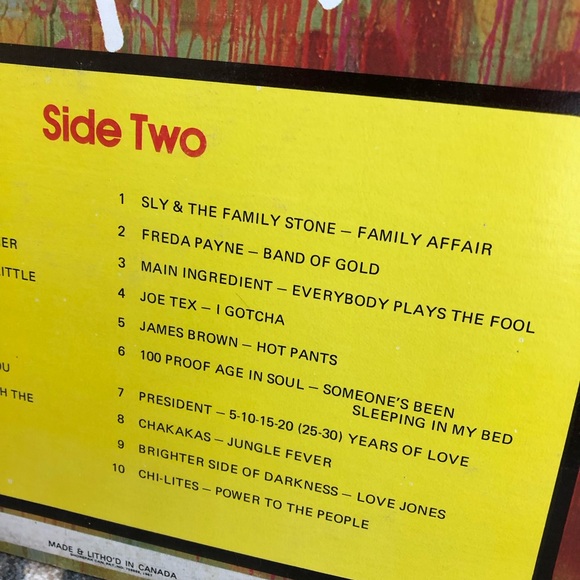 Side Two
1 SLY & THE FAMILY STONE – FAMILY AFFAIR
2 FREDA PAYNE – BAND OF GOLD
3 MAIN INGREDIENT – EVERYBODY PLAYS THE FOOL
4 JOE TEX – I GOTCHA
5 JAMES BROWN – HOT PANTS
6 100 PROOF AGE IN SOUL – SOMEONE'S BEEN
SLEEPING IN MY BED
7 PRESIDENT – 5-10-15-20 (25-30) YEARS OF LOVE
8 CHAKAKAS – JUNGLE FEVER
9 BRIGHTER SIDE OF DARKNESS – LOVE JONES
10 CHI-LITES – POWER TO THE PEOPLE
THE
MADE & LITHO'D IN CANADA